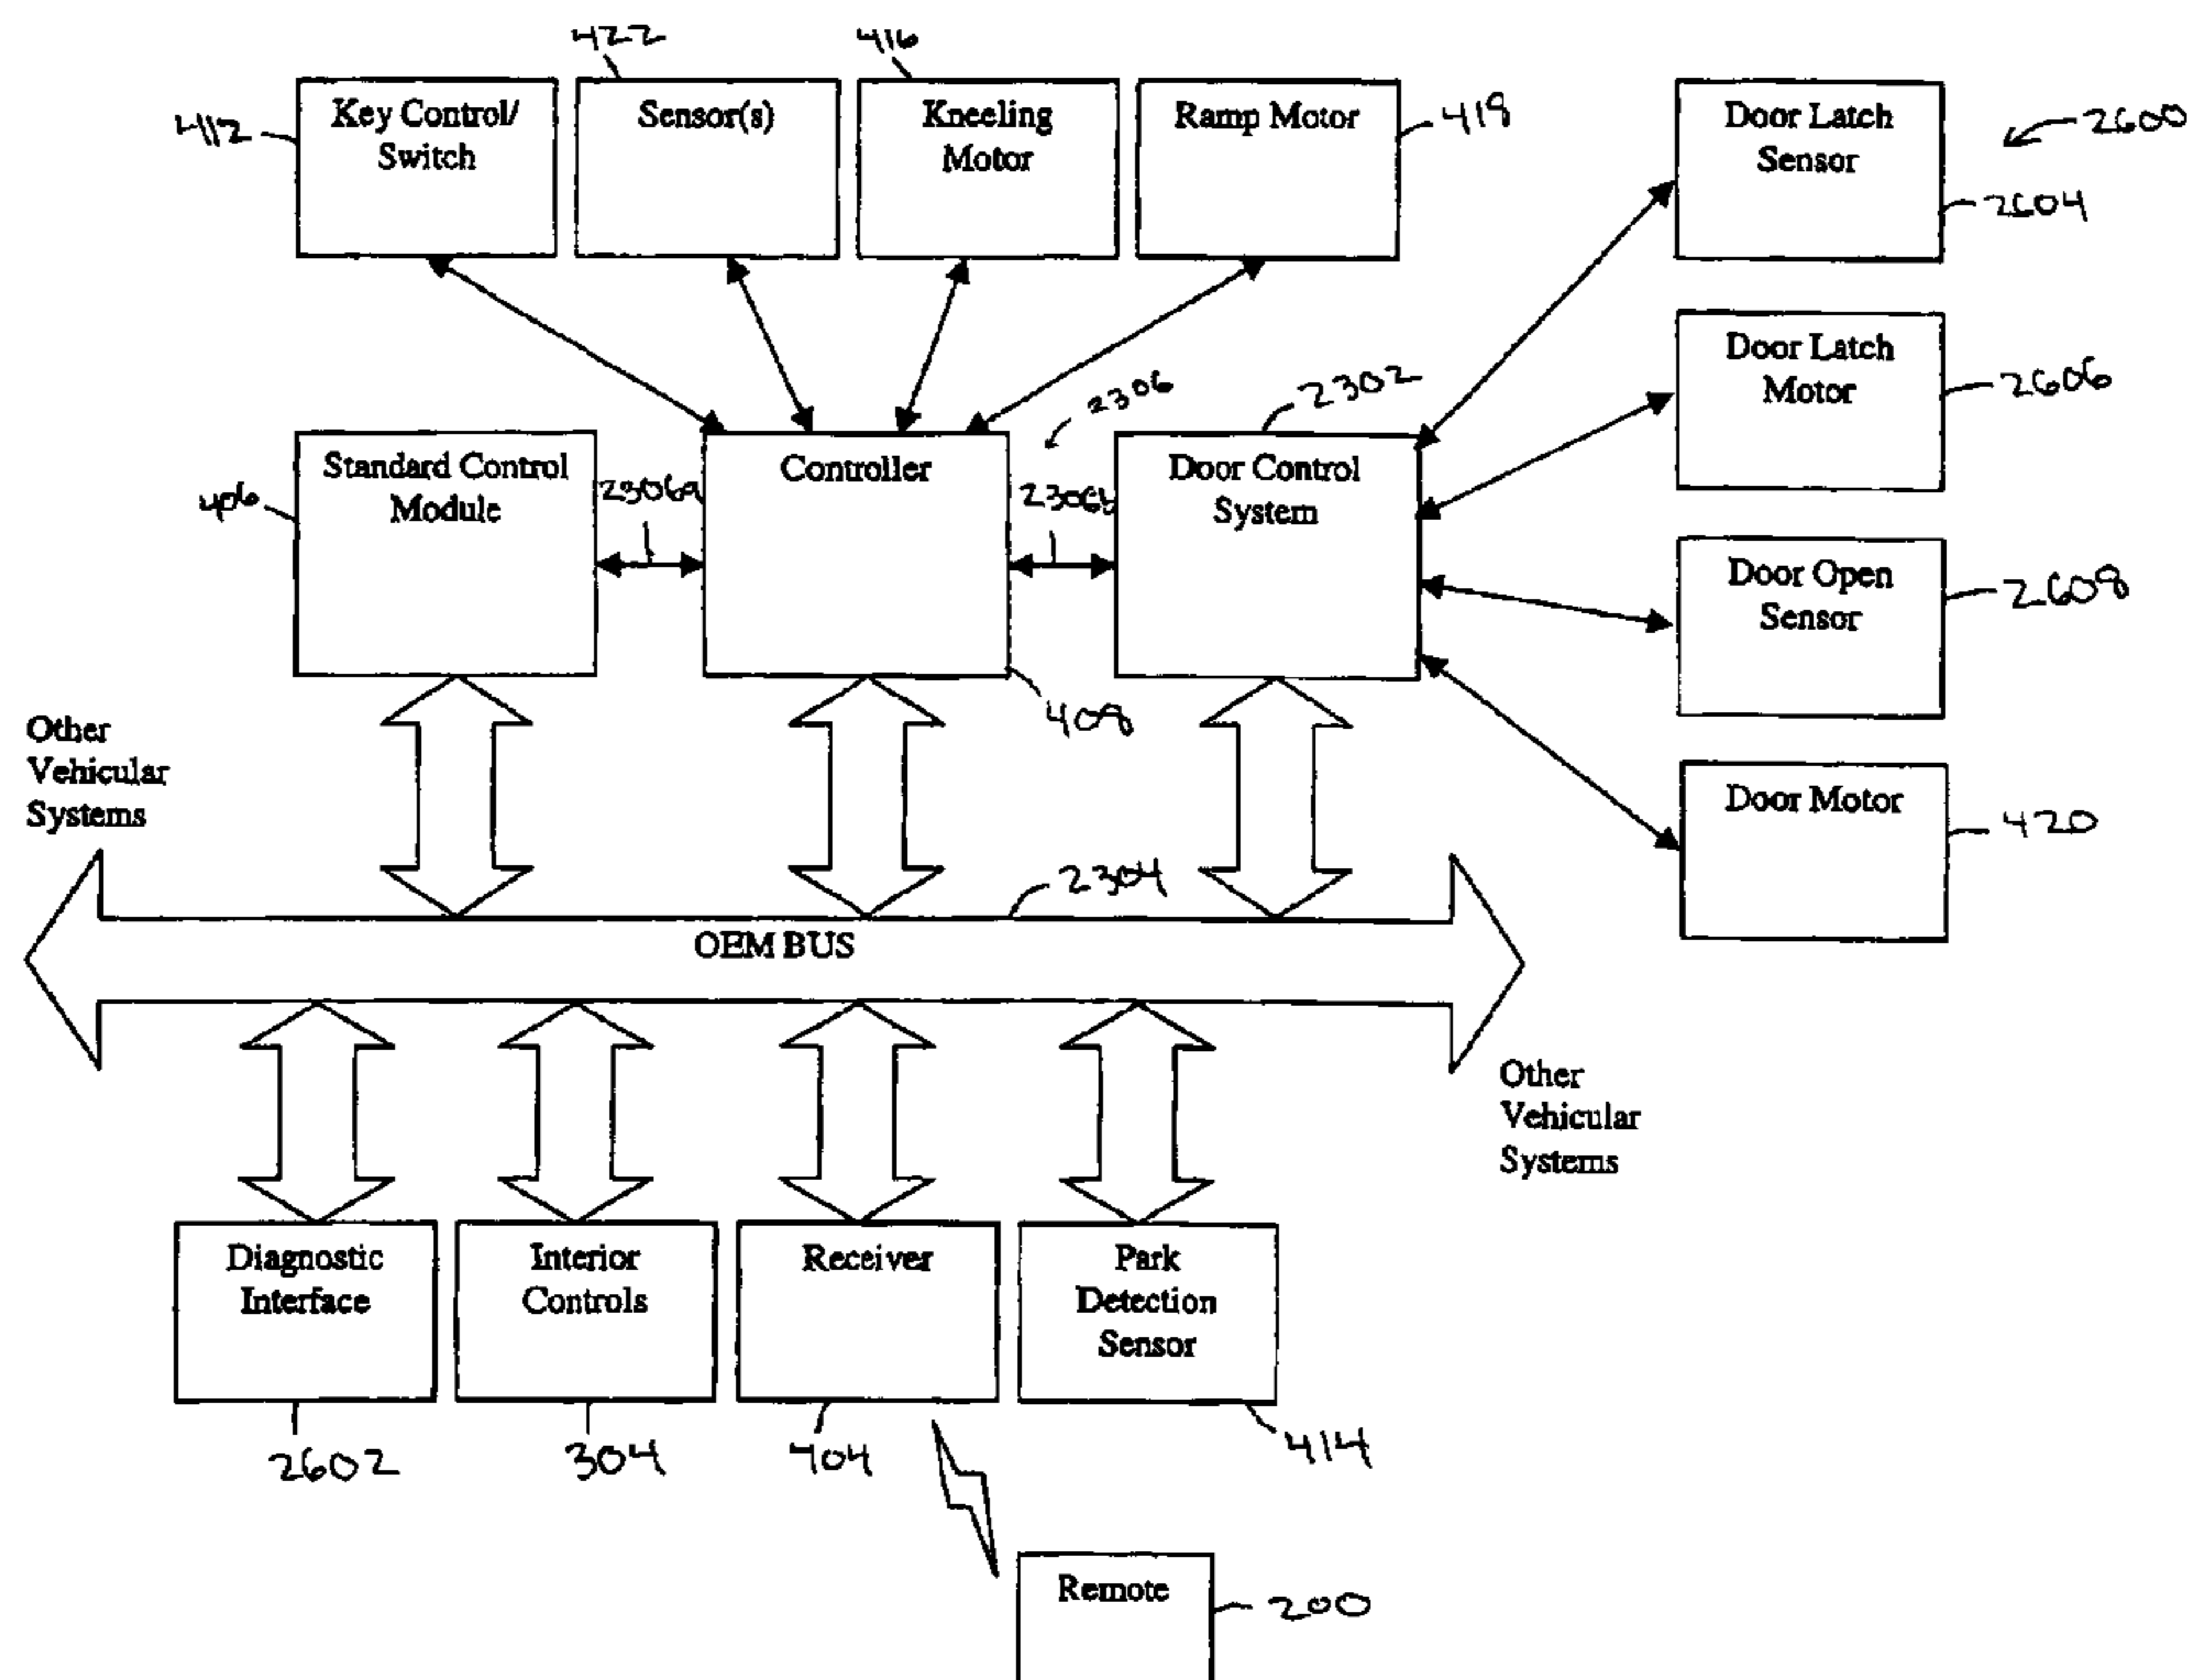 422
416
412
Key Control/
Switch
Sensor(s)
Kneeling
Motor
Ramp Motor
418
Door Latch
Sensor
2600
2604
Door Latch
Motor
2606
2306
2302
406
Standard Control
Module
2306a
Controller
2306b
Door Control
System
408
Door Open
Sensor
2608
Door Motor
420
Other
Vehicular
Systems
2304
OEM BUS
Other
Vehicular
Systems
Diagnostic
Interface
Interior
Controls
Receiver
Park
Detection
Sensor
2602
304
404
414
Remote
200